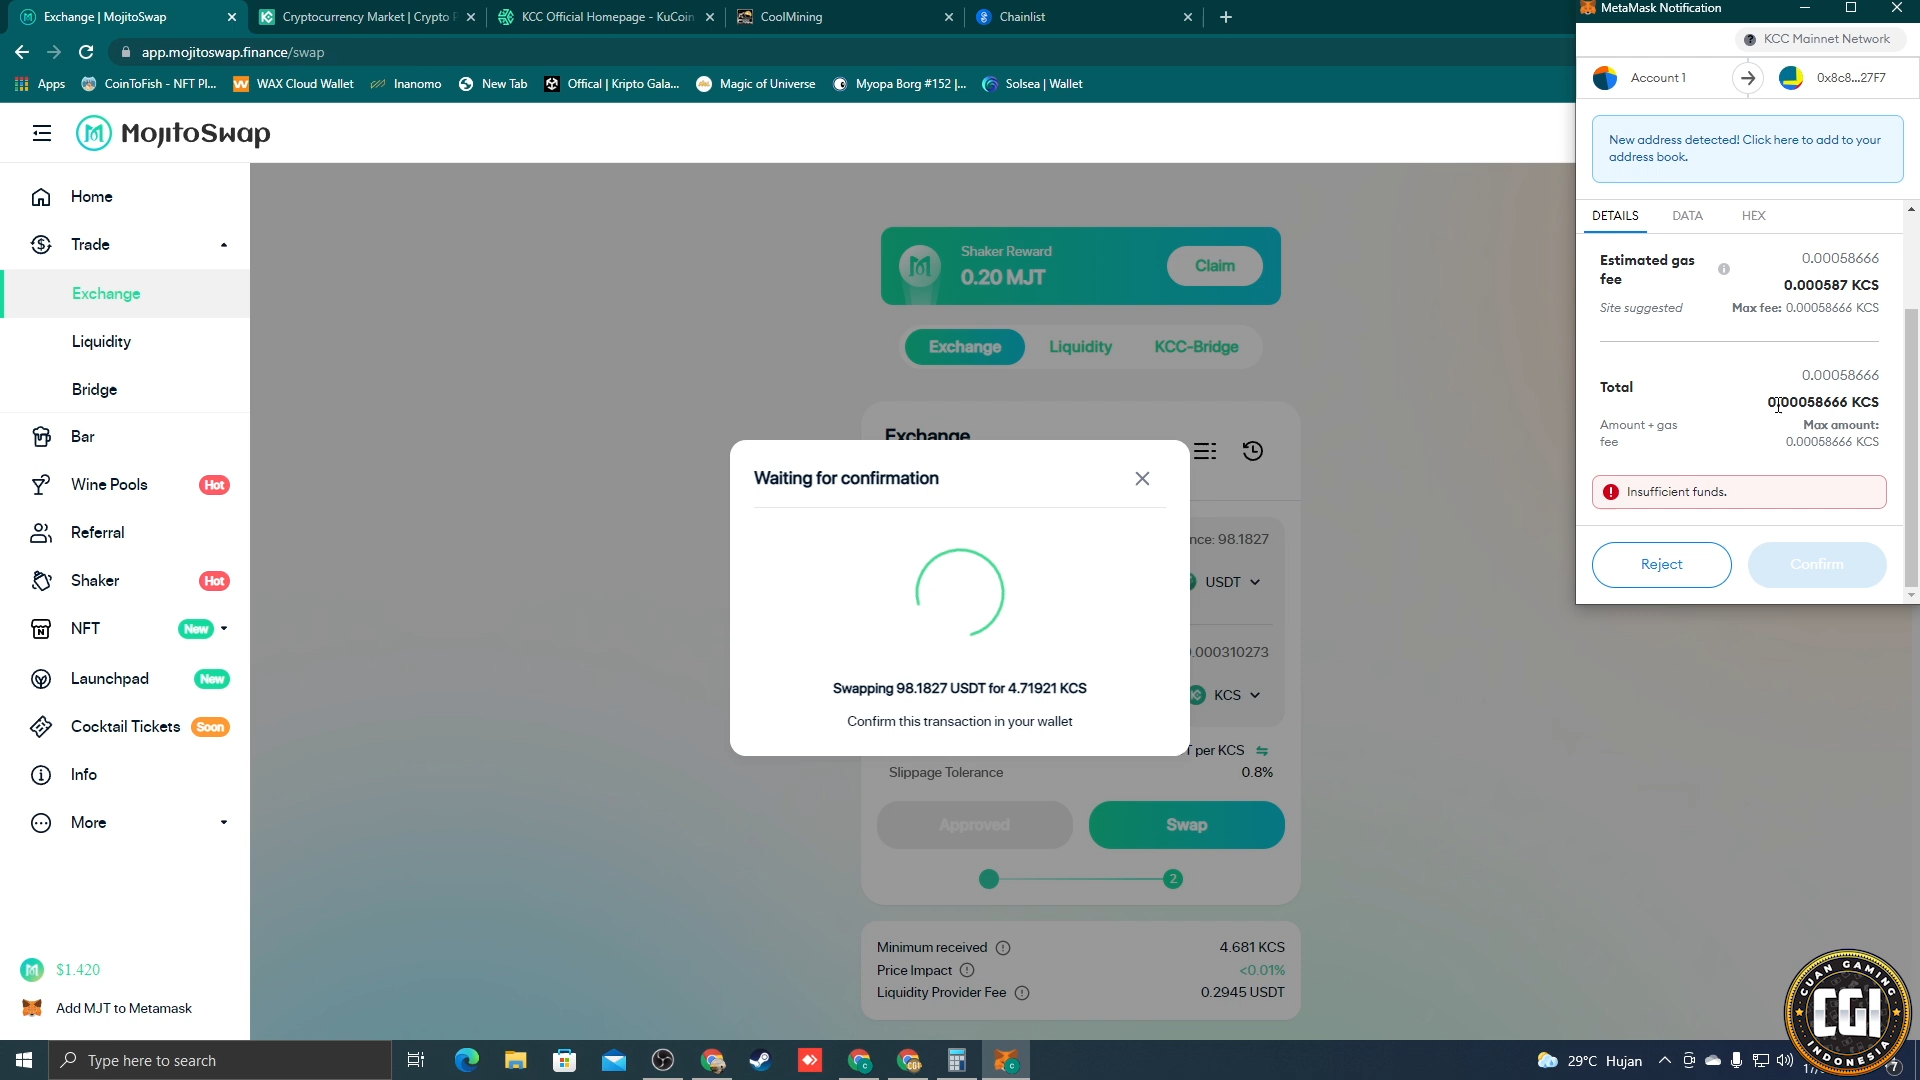 Exchange | MojitoSwap
Cryptocurrency Market | Crypto P
KCC Official Homepage - KuCoin
CoolMining
Chainlist
MetaMask Notification
app.mojitoswap.finance/swap
KCC Mainnet Network
Apps
CoinToFish - NFT Pl...
WAX Cloud Wallet
Inanomo
New Tab
Offical | Kripto Gala...
Magic of Universe
Myopa Borg #152 |...
Solsea | Wallet
Account 1
0x8c8...27F7
MojitoSwap
New address detected! Click here to add to your
address book.
DETAILS
DATA
HEX
Estimated gas
fee
0.00058666
0.000587 KCS
Site suggested
Max fee: 0.00058666 KCS
Total
0.00058666
0.00058666 KCS
Amount + gas
fee
Max amount:
0.00058666 KCS
Insufficient funds.
Reject
Confirm
Home
Trade
Exchange
Liquidity
Bridge
Bar
Wine Pools
Hot
Referral
Shaker
Hot
NFT
New
Launchpad
New
Cocktail Tickets
Soon
Info
More
$1.420
Add MJT to Metamask
Shaker Reward
0.20 MJT
Claim
Exchange
Liquidity
KCC-Bridge
Exchange
nce: 98.1827
USDT
.000310273
KCS
T per KCS
Slippage Tolerance
0.8%
Approved
Swap
2
Waiting for confirmation
Swapping 98.1827 USDT for 4.71921 KCS
Confirm this transaction in your wallet
Minimum received
4.681 KCS
Price Impact
<0.01%
Liquidity Provider Fee
0.2945 USDT
CUAN GAMING
CGI
INDONESIA
Type here to search
29°C Hujan
7